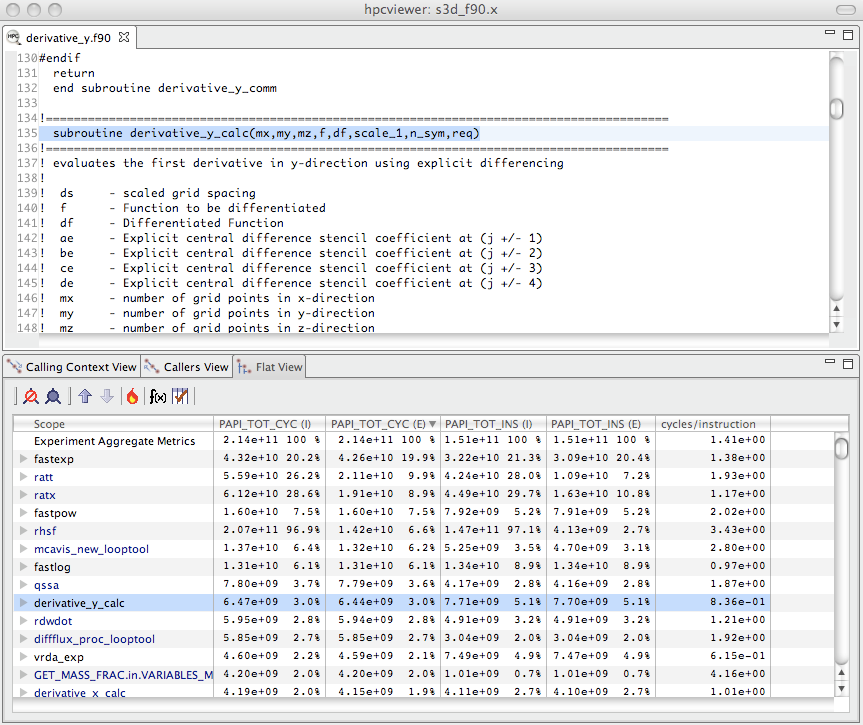 hpcviewer: s3d_f90.x
HPC derivative_y.f90
130 #endif
131 return
132 end subroutine derivative_y_comm
133
134 !=========================================================================================
135 subroutine derivative_y_calc(mx,my,mz,f,df,scale_1,n_sym,req)
136 !=========================================================================================
137 ! evaluates the first derivative in y-direction using explicit differencing
138 !
139 ! ds - scaled grid spacing
140 ! f - Function to be differentiated
141 ! df - Differentiated Function
142 ! ae - Explicit central difference stencil coefficient at (j +/- 1)
143 ! be - Explicit central difference stencil coefficient at (j +/- 2)
144 ! ce - Explicit central difference stencil coefficient at (j +/- 3)
145 ! de - Explicit central difference stencil coefficient at (j +/- 4)
146 ! mx - number of grid points in x-direction
147 ! my - number of grid points in y-direction
148 ! mz - number of grid points in z-direction
Calling Context View Callers View Flat View
f(x)
Scope PAPI_TOT_CYC (I) PAPI_TOT_CYC (E) PAPI_TOT_INS (I) PAPI_TOT_INS (E) cycles/instruction
Experiment Aggregate Metrics 2.14e+11 100 % 2.14e+11 100 % 1.51e+11 100 % 1.51e+11 100 % 1.41e+00
fastexp 4.32e+10 20.2% 4.26e+10 19.9% 3.22e+10 21.3% 3.09e+10 20.4% 1.38e+00
ratt 5.59e+10 26.2% 2.11e+10 9.9% 4.24e+10 28.0% 1.09e+10 7.2% 1.93e+00
ratx 6.12e+10 28.6% 1.91e+10 8.9% 4.49e+10 29.7% 1.63e+10 10.8% 1.17e+00
fastpow 1.60e+10 7.5% 1.60e+10 7.5% 7.92e+09 5.2% 7.91e+09 5.2% 2.02e+00
rhsf 2.07e+11 96.9% 1.42e+10 6.6% 1.47e+11 97.1% 4.13e+09 2.7% 3.43e+00
mcavis_new_looptool 1.37e+10 6.4% 1.32e+10 6.2% 5.25e+09 3.5% 4.70e+09 3.1% 2.80e+00
fastlog 1.31e+10 6.1% 1.31e+10 6.1% 1.34e+10 8.9% 1.34e+10 8.9% 0.97e+00
qssa 7.80e+09 3.7% 7.79e+09 3.6% 4.17e+09 2.8% 4.16e+09 2.8% 1.87e+00
derivative_y_calc 6.47e+09 3.0% 6.44e+09 3.0% 7.71e+09 5.1% 7.70e+09 5.1% 8.36e-01
rdwdot 5.95e+09 2.8% 5.94e+09 2.8% 4.91e+09 3.2% 4.91e+09 3.2% 1.21e+00
diffflux_proc_looptool 5.85e+09 2.7% 5.85e+09 2.7% 3.04e+09 2.0% 3.04e+09 2.0% 1.92e+00
vrda_exp 4.60e+09 2.2% 4.59e+09 2.1% 7.49e+09 4.9% 7.47e+09 4.9% 6.15e-01
GET_MASS_FRAC.in.VARIABLES_M 4.20e+09 2.0% 4.20e+09 2.0% 1.01e+09 0.7% 1.01e+09 0.7% 4.16e+00
derivative_x_calc 4.19e+09 2.0% 4.15e+09 1.9% 4.11e+09 2.7% 4.10e+09 2.7% 1.01e+00